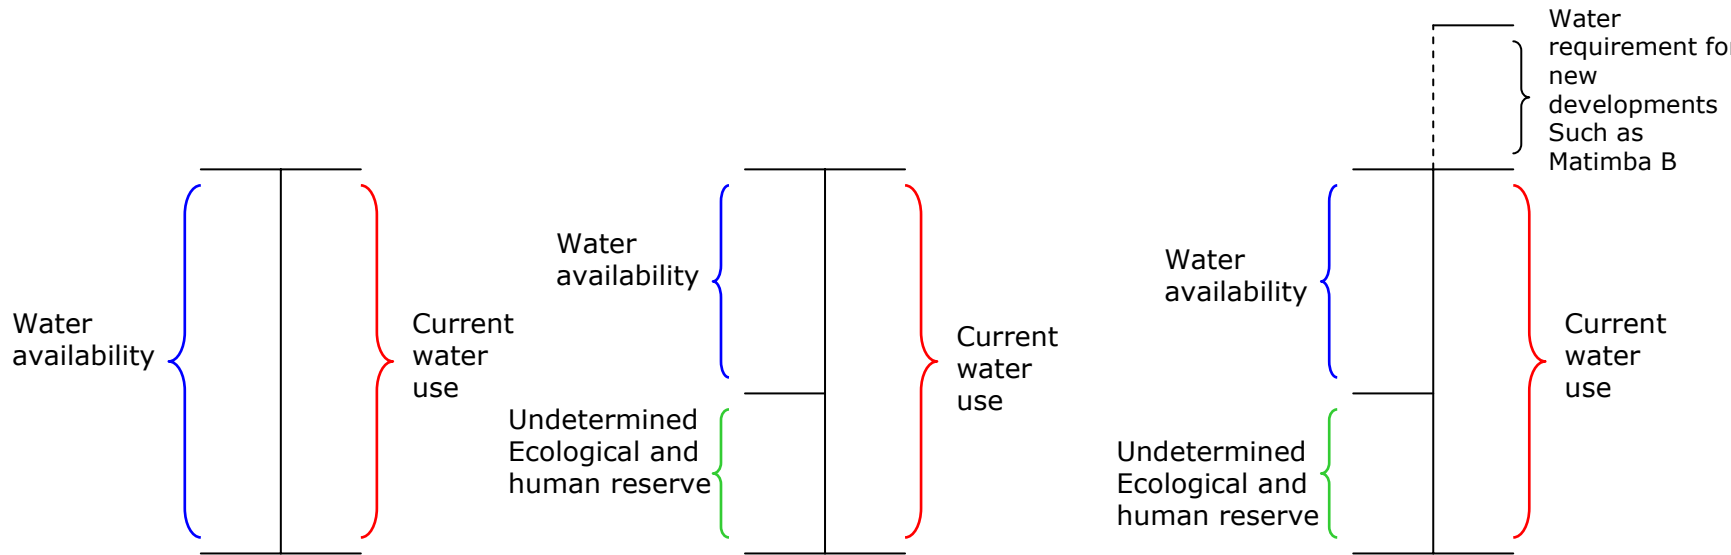 Water
availability
Current
water
use
Water
availability
Undetermined
Ecological and
human reserve
Current
water
use
Water
requirement for
new
developments
Such as
Matimba B
Water
availability
Undetermined
Ecological and
human reserve
Current
water
use